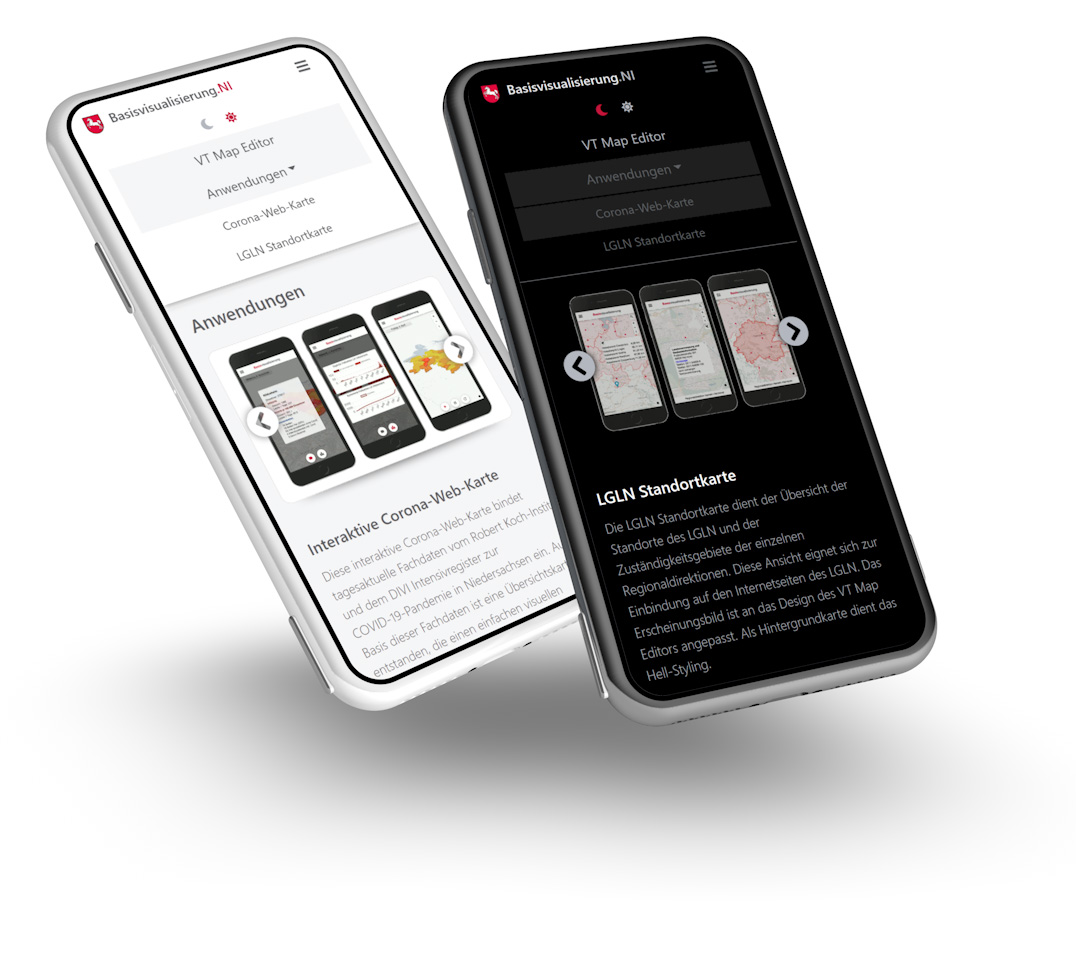 Basisvisualisierung.NI
VT Map Editor
Anwendungen
Corona-Web-Karte
LGLN Standortkarte
Anwendungen
Interaktive Corona-Web-Karte
Diese interaktive Corona-Web-Karte bindet
tagesaktuelle Fachdaten vom Robert Koch-Instit
und dem DIVI Intensivregister zur
COVID-19-Pandemie in Niedersachsen ein. Au
Basis dieser Fachdaten ist eine Übersichtskar
entstanden, die einen einfachen visuellen
Basisvisualisierung.NI
VT Map Editor
Anwendungen
Corona-Web-Karte
LGLN Standortkarte
LGLN Standortkarte
Die LGLN Standortkarte dient der Übersicht der
Standorte des LGLN und der
Zuständigkeitsgebiete der einzelnen
Regionaldirektionen. Diese Ansicht eignet sich zur
Einbindung auf den Internetseiten des LGLN. Das
Erscheinungsbild ist an das Design des VT Map
Editors angepasst. Als Hintergrundkarte dient das
Hell-Styling.